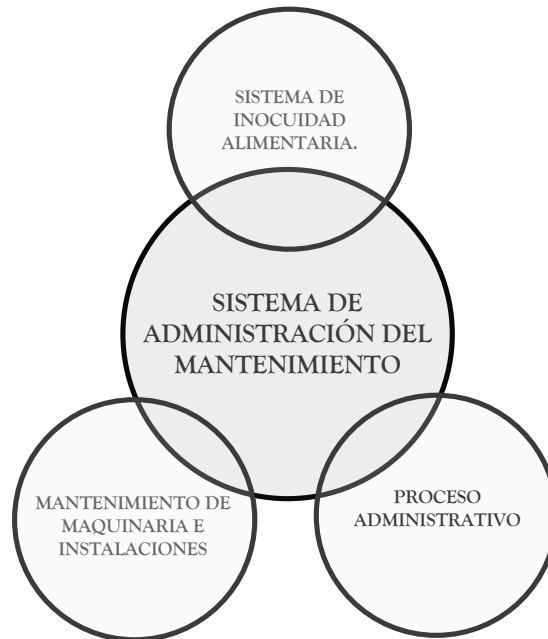 SISTEMA DE
INOCUIDAD
ALIMENTARIA.
SISTEMA DE
ADMINISTRACIÓN DEL
MANTENIMIENTO
MANTENIMIENTO DE
MAQUINARIA E
INSTALACIONES
PROCESO
ADMINISTRATIVO